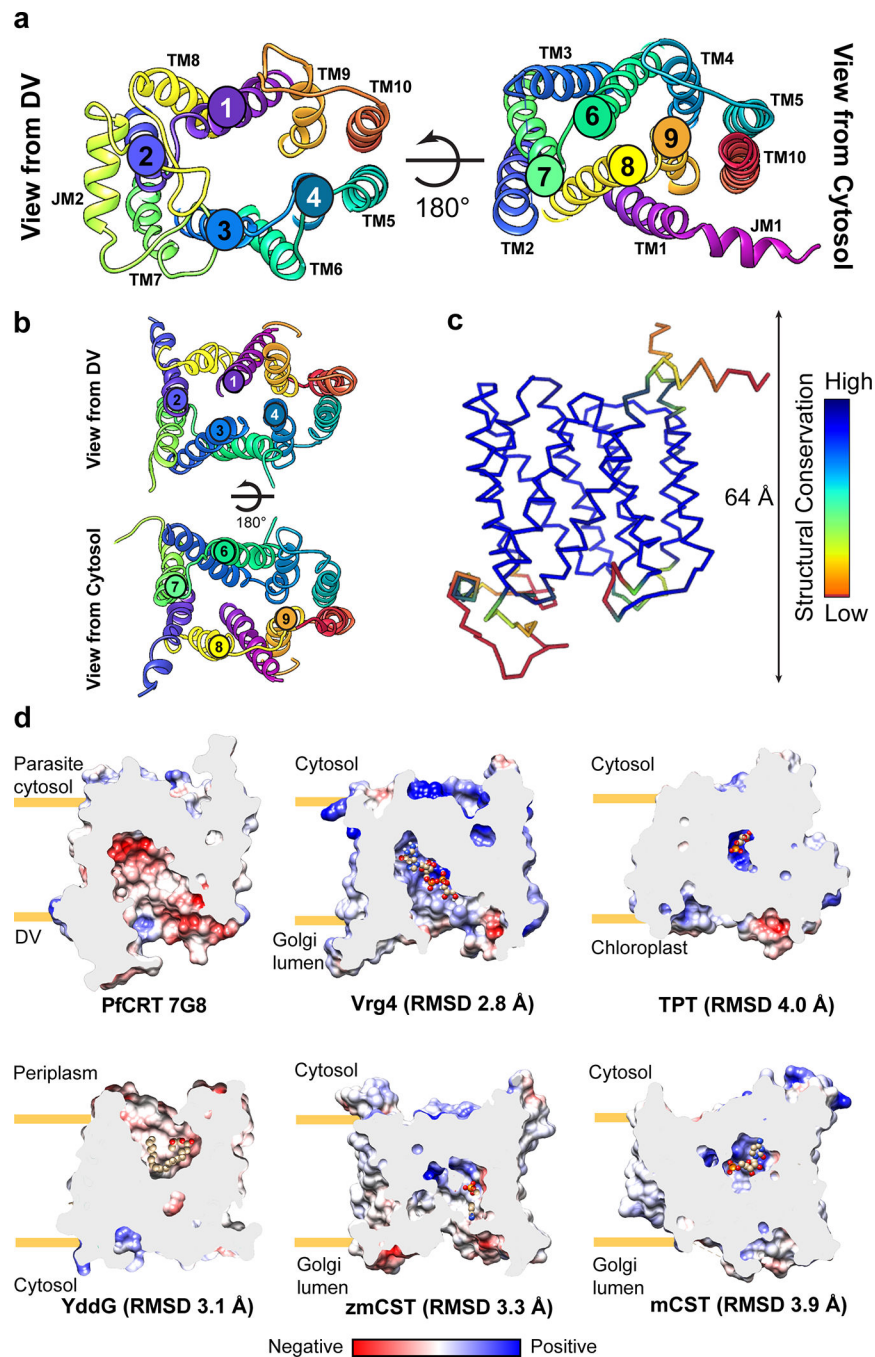 a
View from DV
TM8
TM9
TM10
1
2
JM2
4
3
TM5
TM6
TM7
180°
TM3
TM4
TM5
6
9
TM10
8
7
TM2
TM1
JM1
View from Cytosol
b
View from DV
1
2
4
3
180°
View from Cytosol
6
7
9
8
c
64 Å
High
Structural Conservation
Low
d
Parasite
cytosol
DV
PfCRT 7G8
Cytosol
Golgi
lumen
Vrg4 (RMSD 2.8 Å)
Cytosol
Chloroplast
TPT (RMSD 4.0 Å)
Periplasm
Cytosol
YddG (RMSD 3.1 Å)
Cytosol
Golgi
lumen
zmCST (RMSD 3.3 Å)
Cytosol
Golgi
lumen
mCST (RMSD 3.9 Å)
Negative
Positive